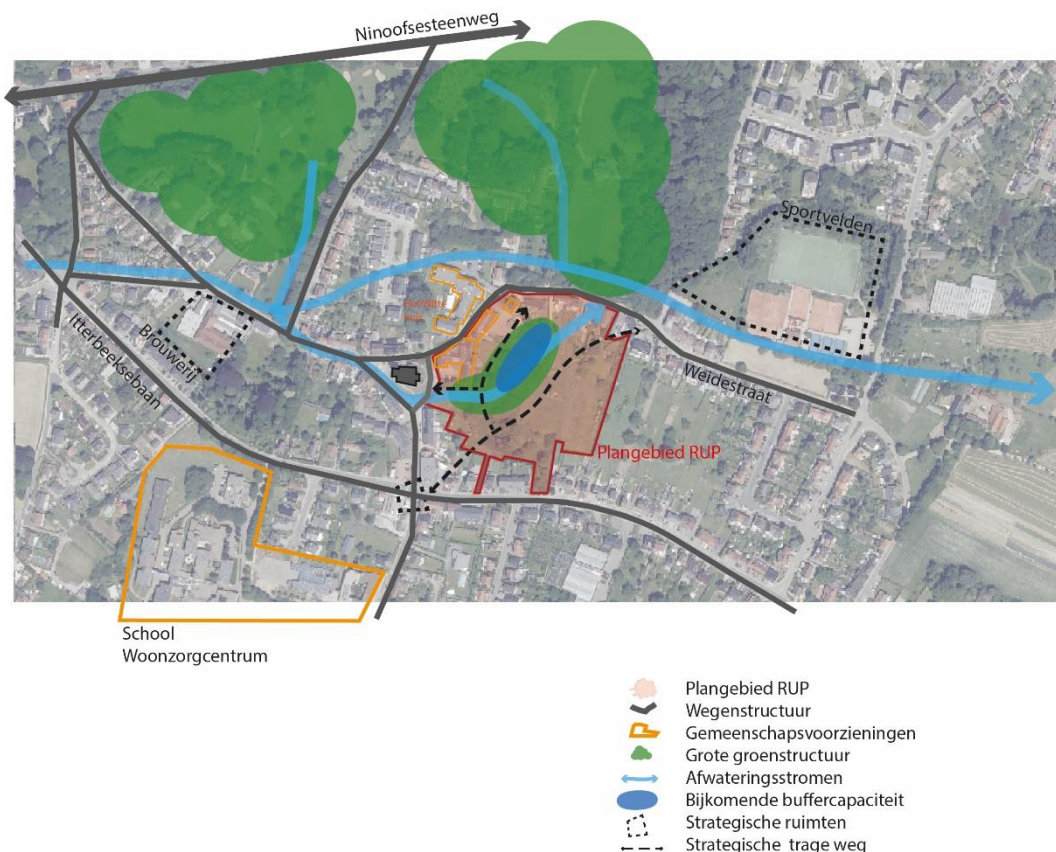 Ninoofsesteenweg
Sportvelden
Brouwerij
Itterbeeksebaan
Weidestraat
Plangebied RUP
School
Woonzorgcentrum
Plangebied RUP
Wegenstructuur
Gemeenschapsvoorzieningen
Grote groenstructuur
Afwateringsstromen
Bijkomende buffercapaciteit
Strategische ruimten
Strategische trage weg